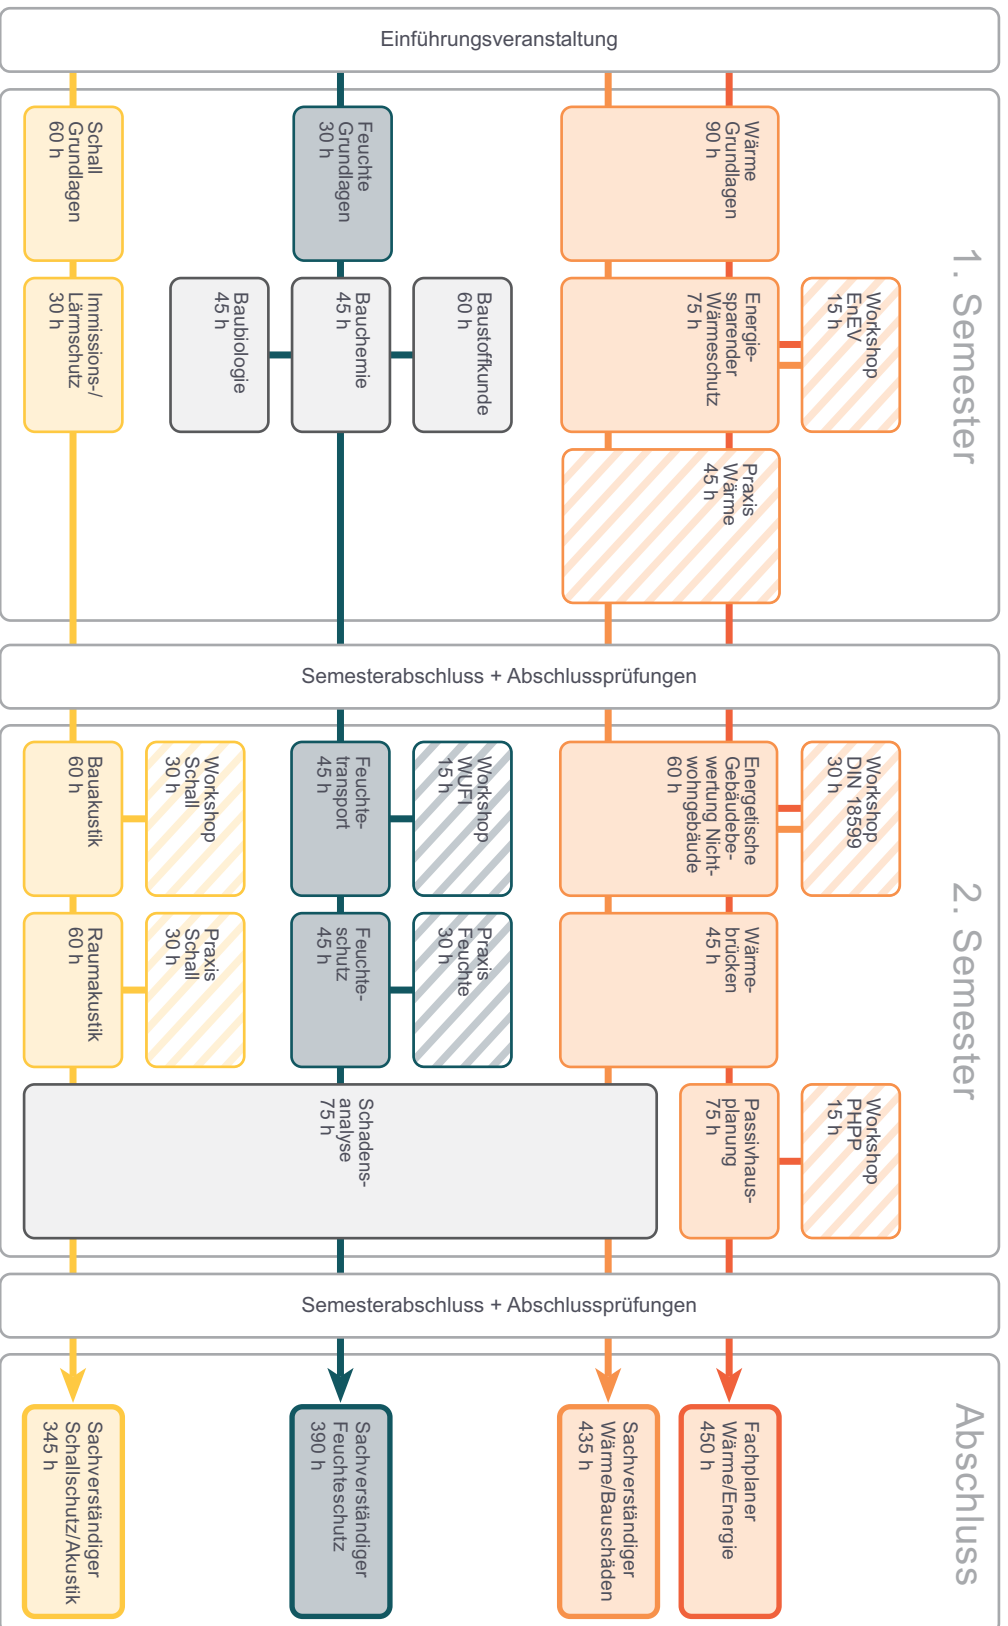 Einführungsveranstaltung
1. Semester
Wärme
Grundlagen
90 h
Feuchte
Grundlagen
30 h
Schall
Grundlagen
60 h
Workshop
EnEV
15 h
Energie-
sparender
Wärmeschutz
75 h
Baustoffkunde
60 h
Bauchemie
45 h
Baubiologie
45 h
Immissions-/
Lärmschutz
30 h
Praxis
Wärme
45 h
Semesterabschluss + Abschlussprüfungen
2. Semester
Workshop
DIN 18599
30 h
Energetische
Gebäudebe-
wertung Nicht-
wohngebäude
60 h
Workshop
WUFI
15 h
Feuchte-
transport
45 h
Workshop
Schall
30 h
Bauakustik
60 h
Wärme-
brücken
45 h
Praxis
Feuchte
30 h
Feuchte-
schutz
45 h
Praxis
Schall
30 h
Raumakustik
60 h
Workshop
PHPP
15 h
Passivhaus-
planung
75 h
Schadens-
analyse
75 h
Semesterabschluss + Abschlussprüfungen
Abschluss
Fachplaner
Wärme/Energie
450 h
Sachverständiger
Wärme/Bauschäden
435 h
Sachverständiger
Feuchteschutz
390 h
Sachverständiger
Schallschutz/Akustik
345 h